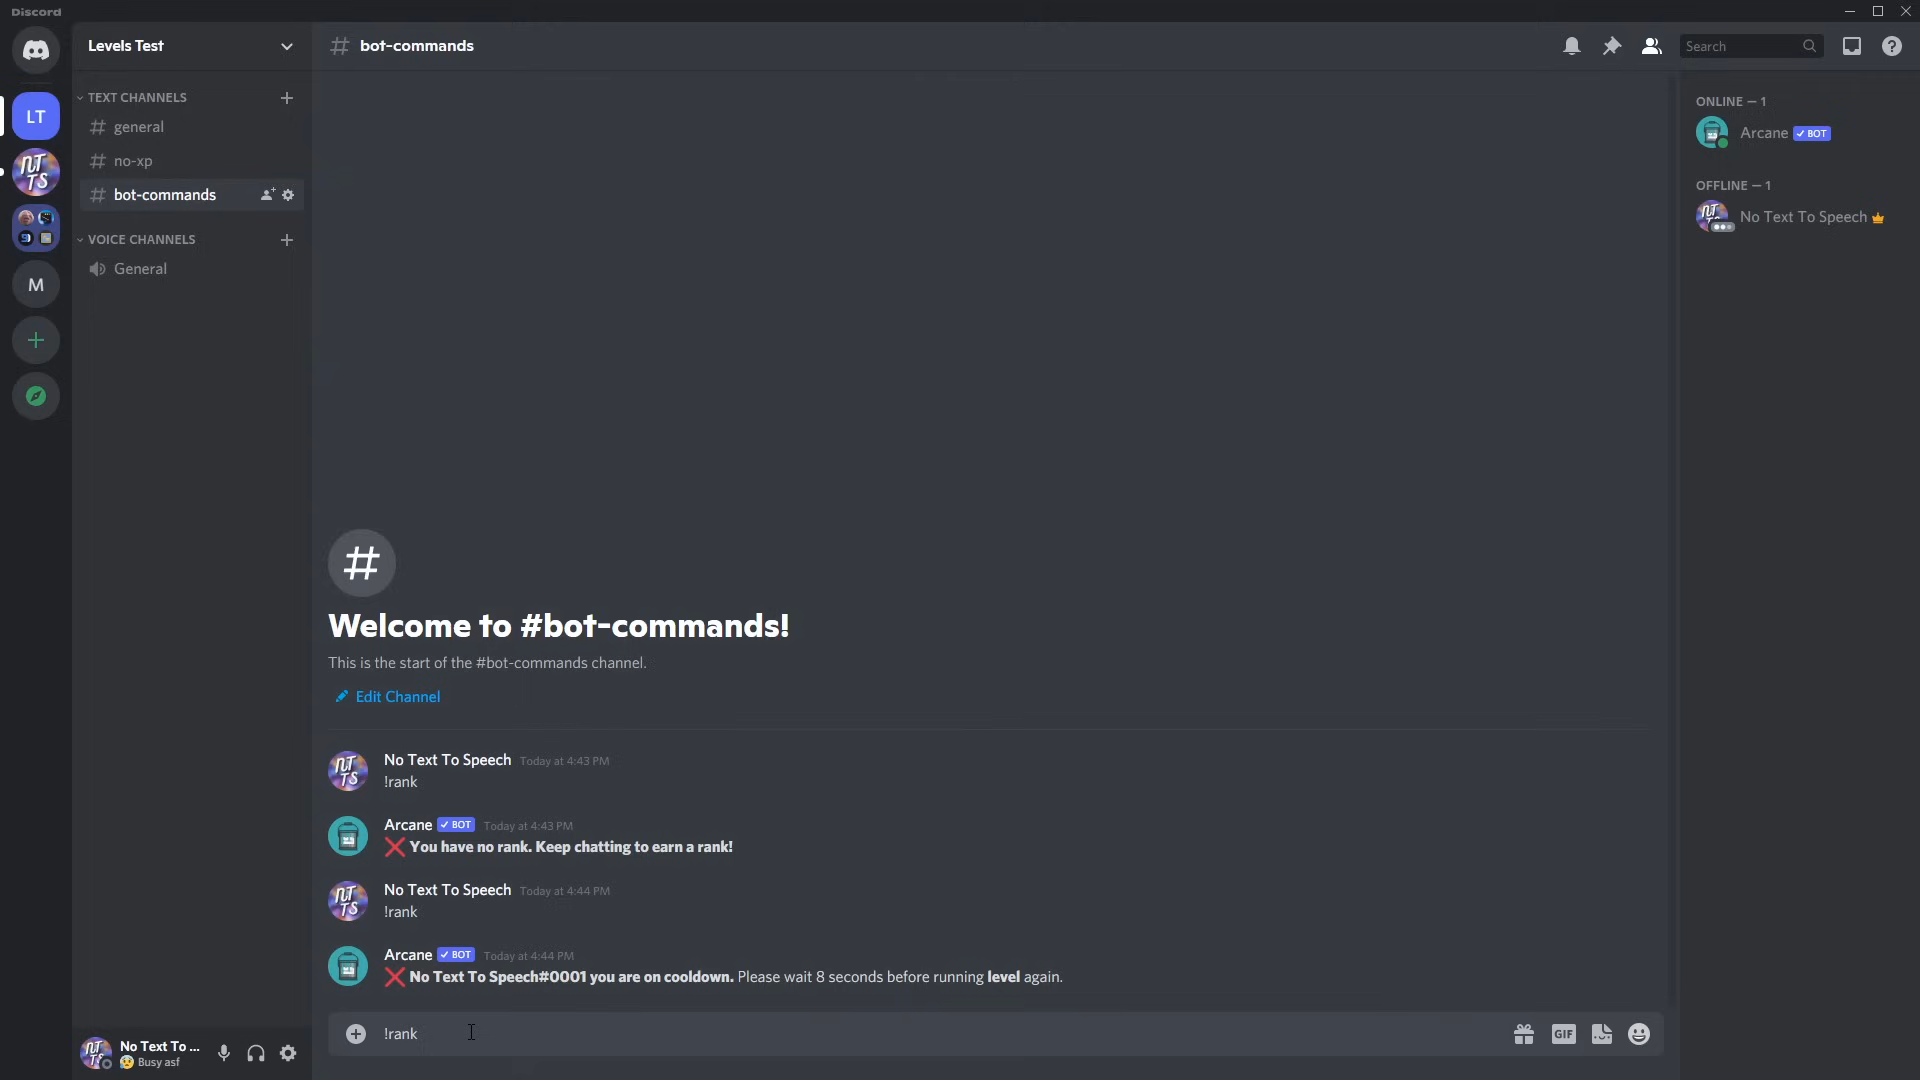 Discord
Levels Test
bot-commands
Search
TEXT CHANNELS
general
no-xp
bot-commands
VOICE CHANNELS
General
LT
NT
TS
M
ONLINE — 1
Arcane BOT
OFFLINE — 1
No Text To Speech
Welcome to #bot-commands!
This is the start of the #bot-commands channel.
Edit Channel
No Text To Speech Today at 4:43 PM
!rank
Arcane BOT Today at 4:43 PM
You have no rank. Keep chatting to earn a rank!
No Text To Speech Today at 4:44 PM
!rank
Arcane BOT Today at 4:44 PM
No Text To Speech#0001 you are on cooldown. Please wait 8 seconds before running level again.
!rank
GIF
No Text To ...
Busy asf